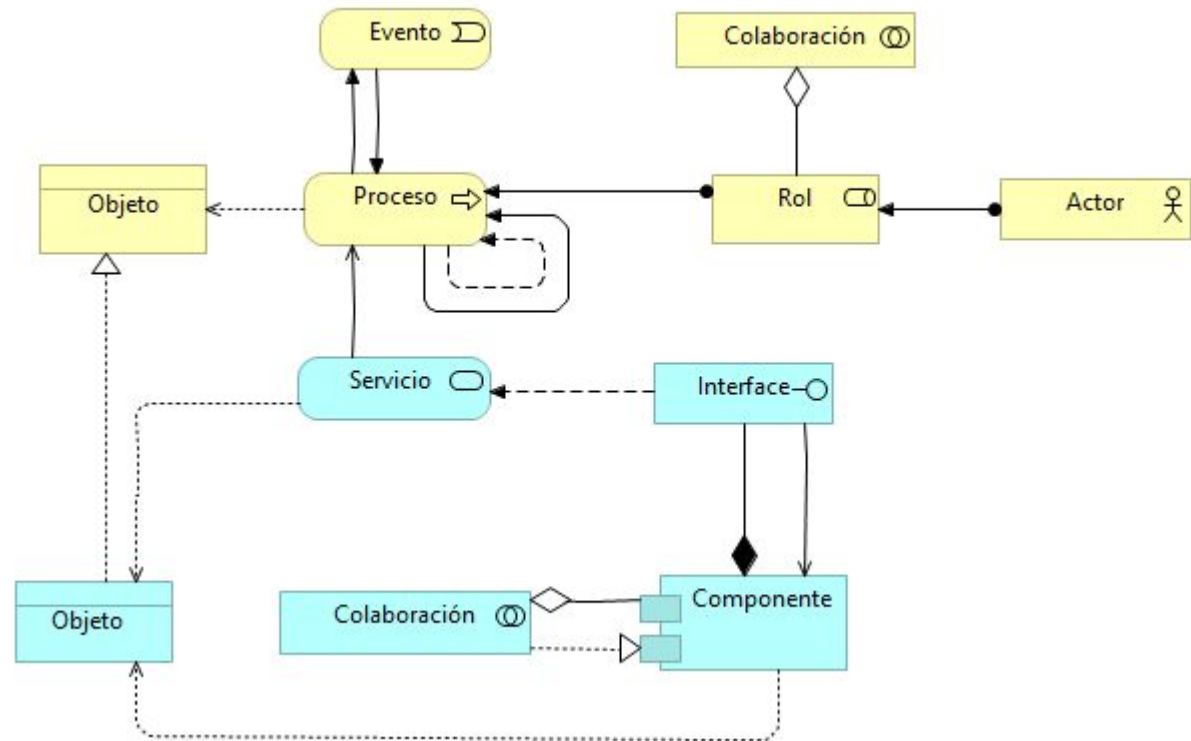 Evento
Colaboración
Objeto
Proceso
Rol
Actor
Servicio
Interface
Objeto
Colaboración
Componente